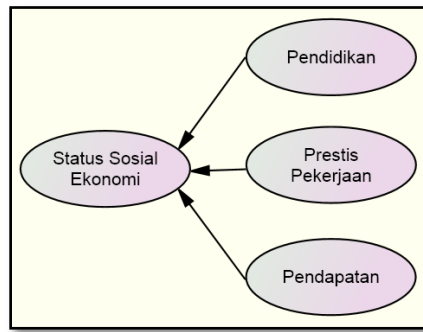 Pendidikan
Status Sosial
Ekonomi
Prestis
Pekerjaan
Pendapatan